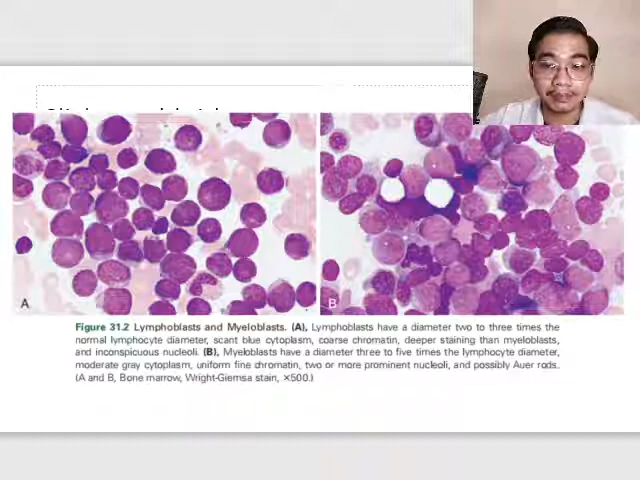 A
B
Figure 31.2 Lymphoblasts and Myeloblasts. (A), Lymphoblasts have a diameter two to three times the
normal lymphocyte diameter, scant blue cytoplasm, coarse chromatin, deeper staining than myeloblasts,
and inconspicuous nucleoli. (B), Myeloblasts have a diameter three to five times the lymphocyte diameter,
moderate gray cytoplasm, uniform fine chromatin, two or more prominent nucleoli, and possibly Auer rods.
(A and B, Bone marrow, Wright-Giemsa stain, ×500.)